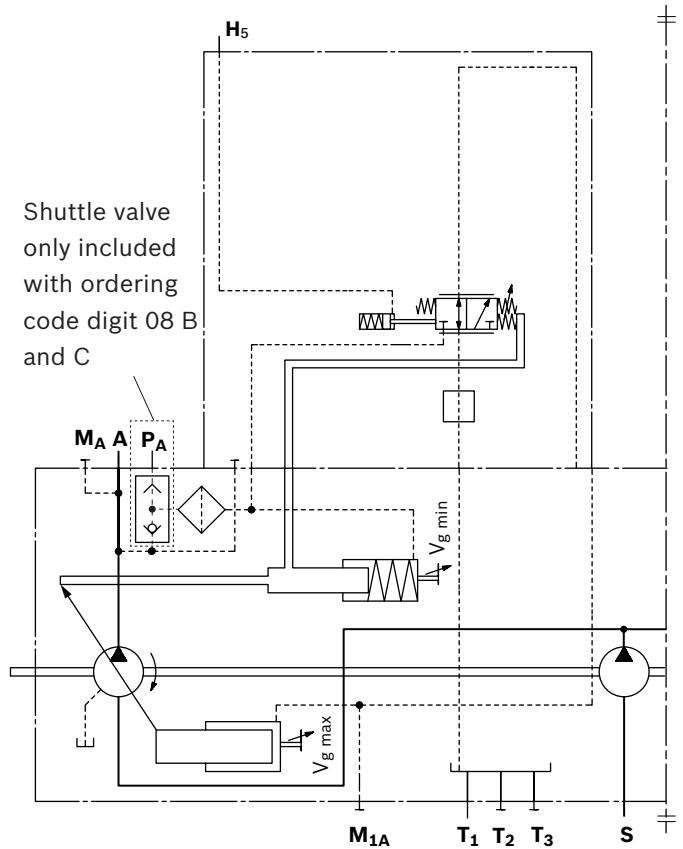 H5
Shuttle valve
only included
with ordering
code digit 08 B
and C
MA A PA
Vg min
Vg max
M1A T1 T2 T3 S